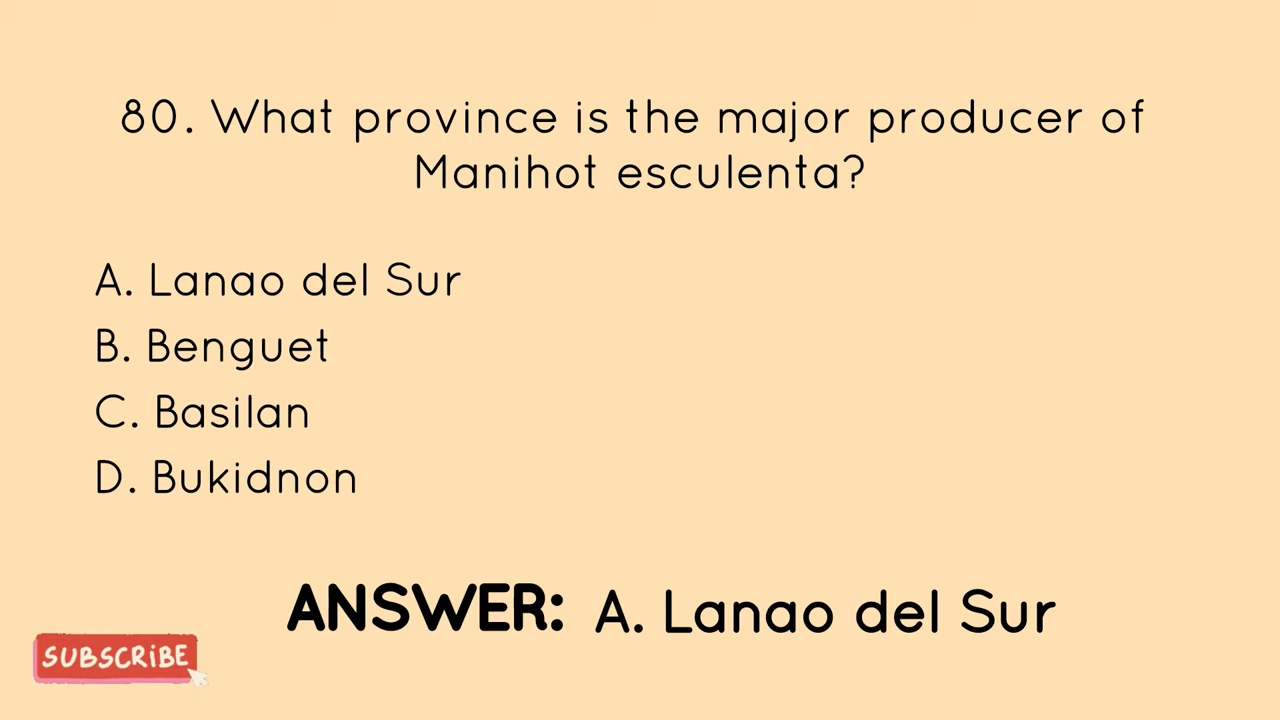 80. What province is the major producer of
Manihot esculenta?
A. Lanao del Sur
B. Benguet
C. Basilan
D. Bukidnon
ANSWER: A. Lanao del Sur
SUBSCRiBE